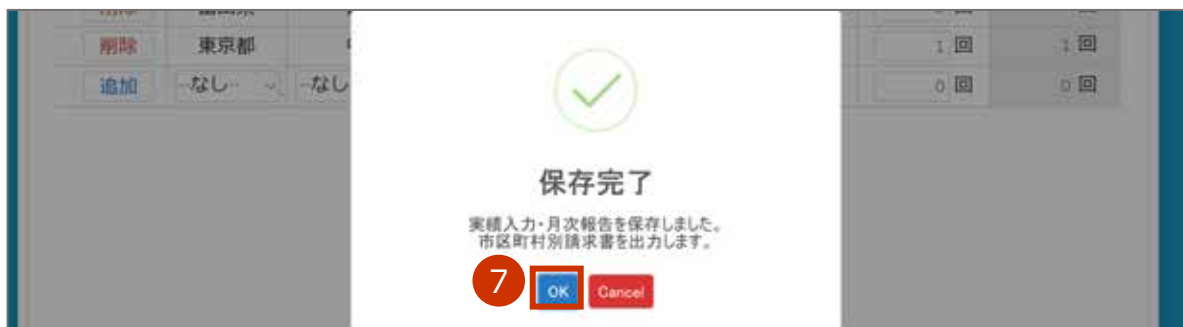 削除 東京都 1 回 1 回
追加 --なし-- --なし 0 回 0 回
保存完了
実績入力・月次報告を保存しました。
市区町村別請求書を出力します。
7 OK Cancel